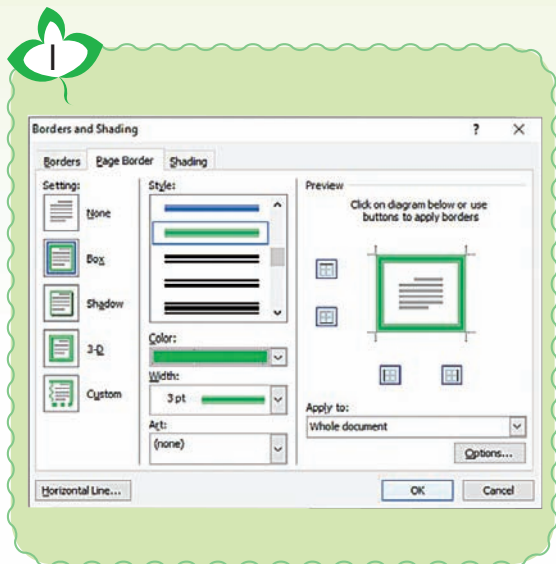 1
Borders and Shading ? ×
Borders Page Border Shading
Setting:
None
Box
Shadow
3-D
Custom
Style:
Color:
Width:
3 pt
Art:
(none)
Preview
Click on diagram below or use
buttons to apply borders
Apply to:
Whole document
Options...
Horizontal Line...
OK Cancel